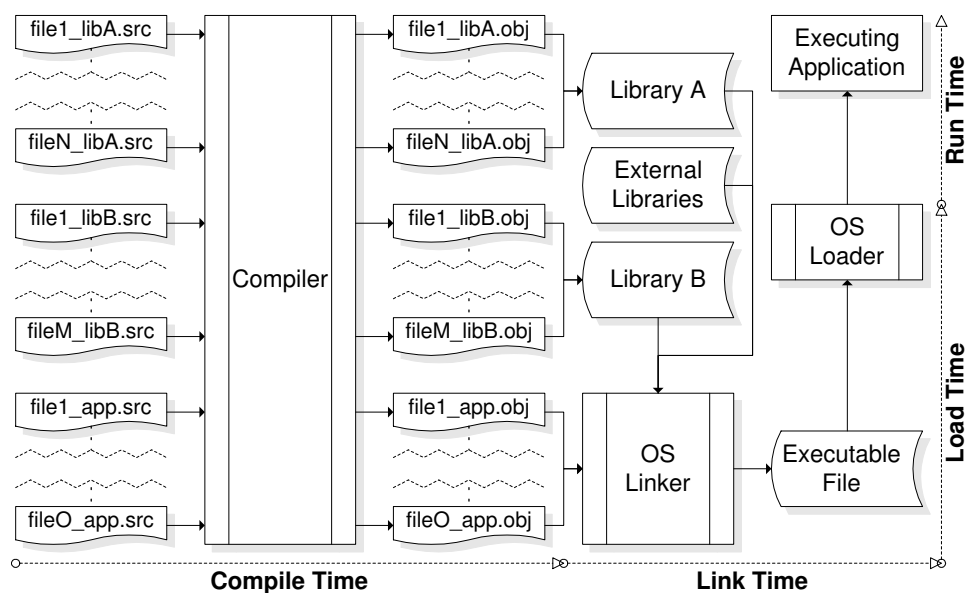 file1_libA.src
file1_libA.obj
Executing
Application
Library A
fileN_libA.src
fileN_libA.obj
External
Libraries
Run Time
file1_libB.src
file1_libB.obj
OS
Loader
Compiler
Library B
fileM_libB.src
fileM_libB.obj
file1_app.src
file1_app.obj
OS
Linker
Executable
File
Load Time
fileO_app.src
fileO_app.obj
Compile Time
Link Time